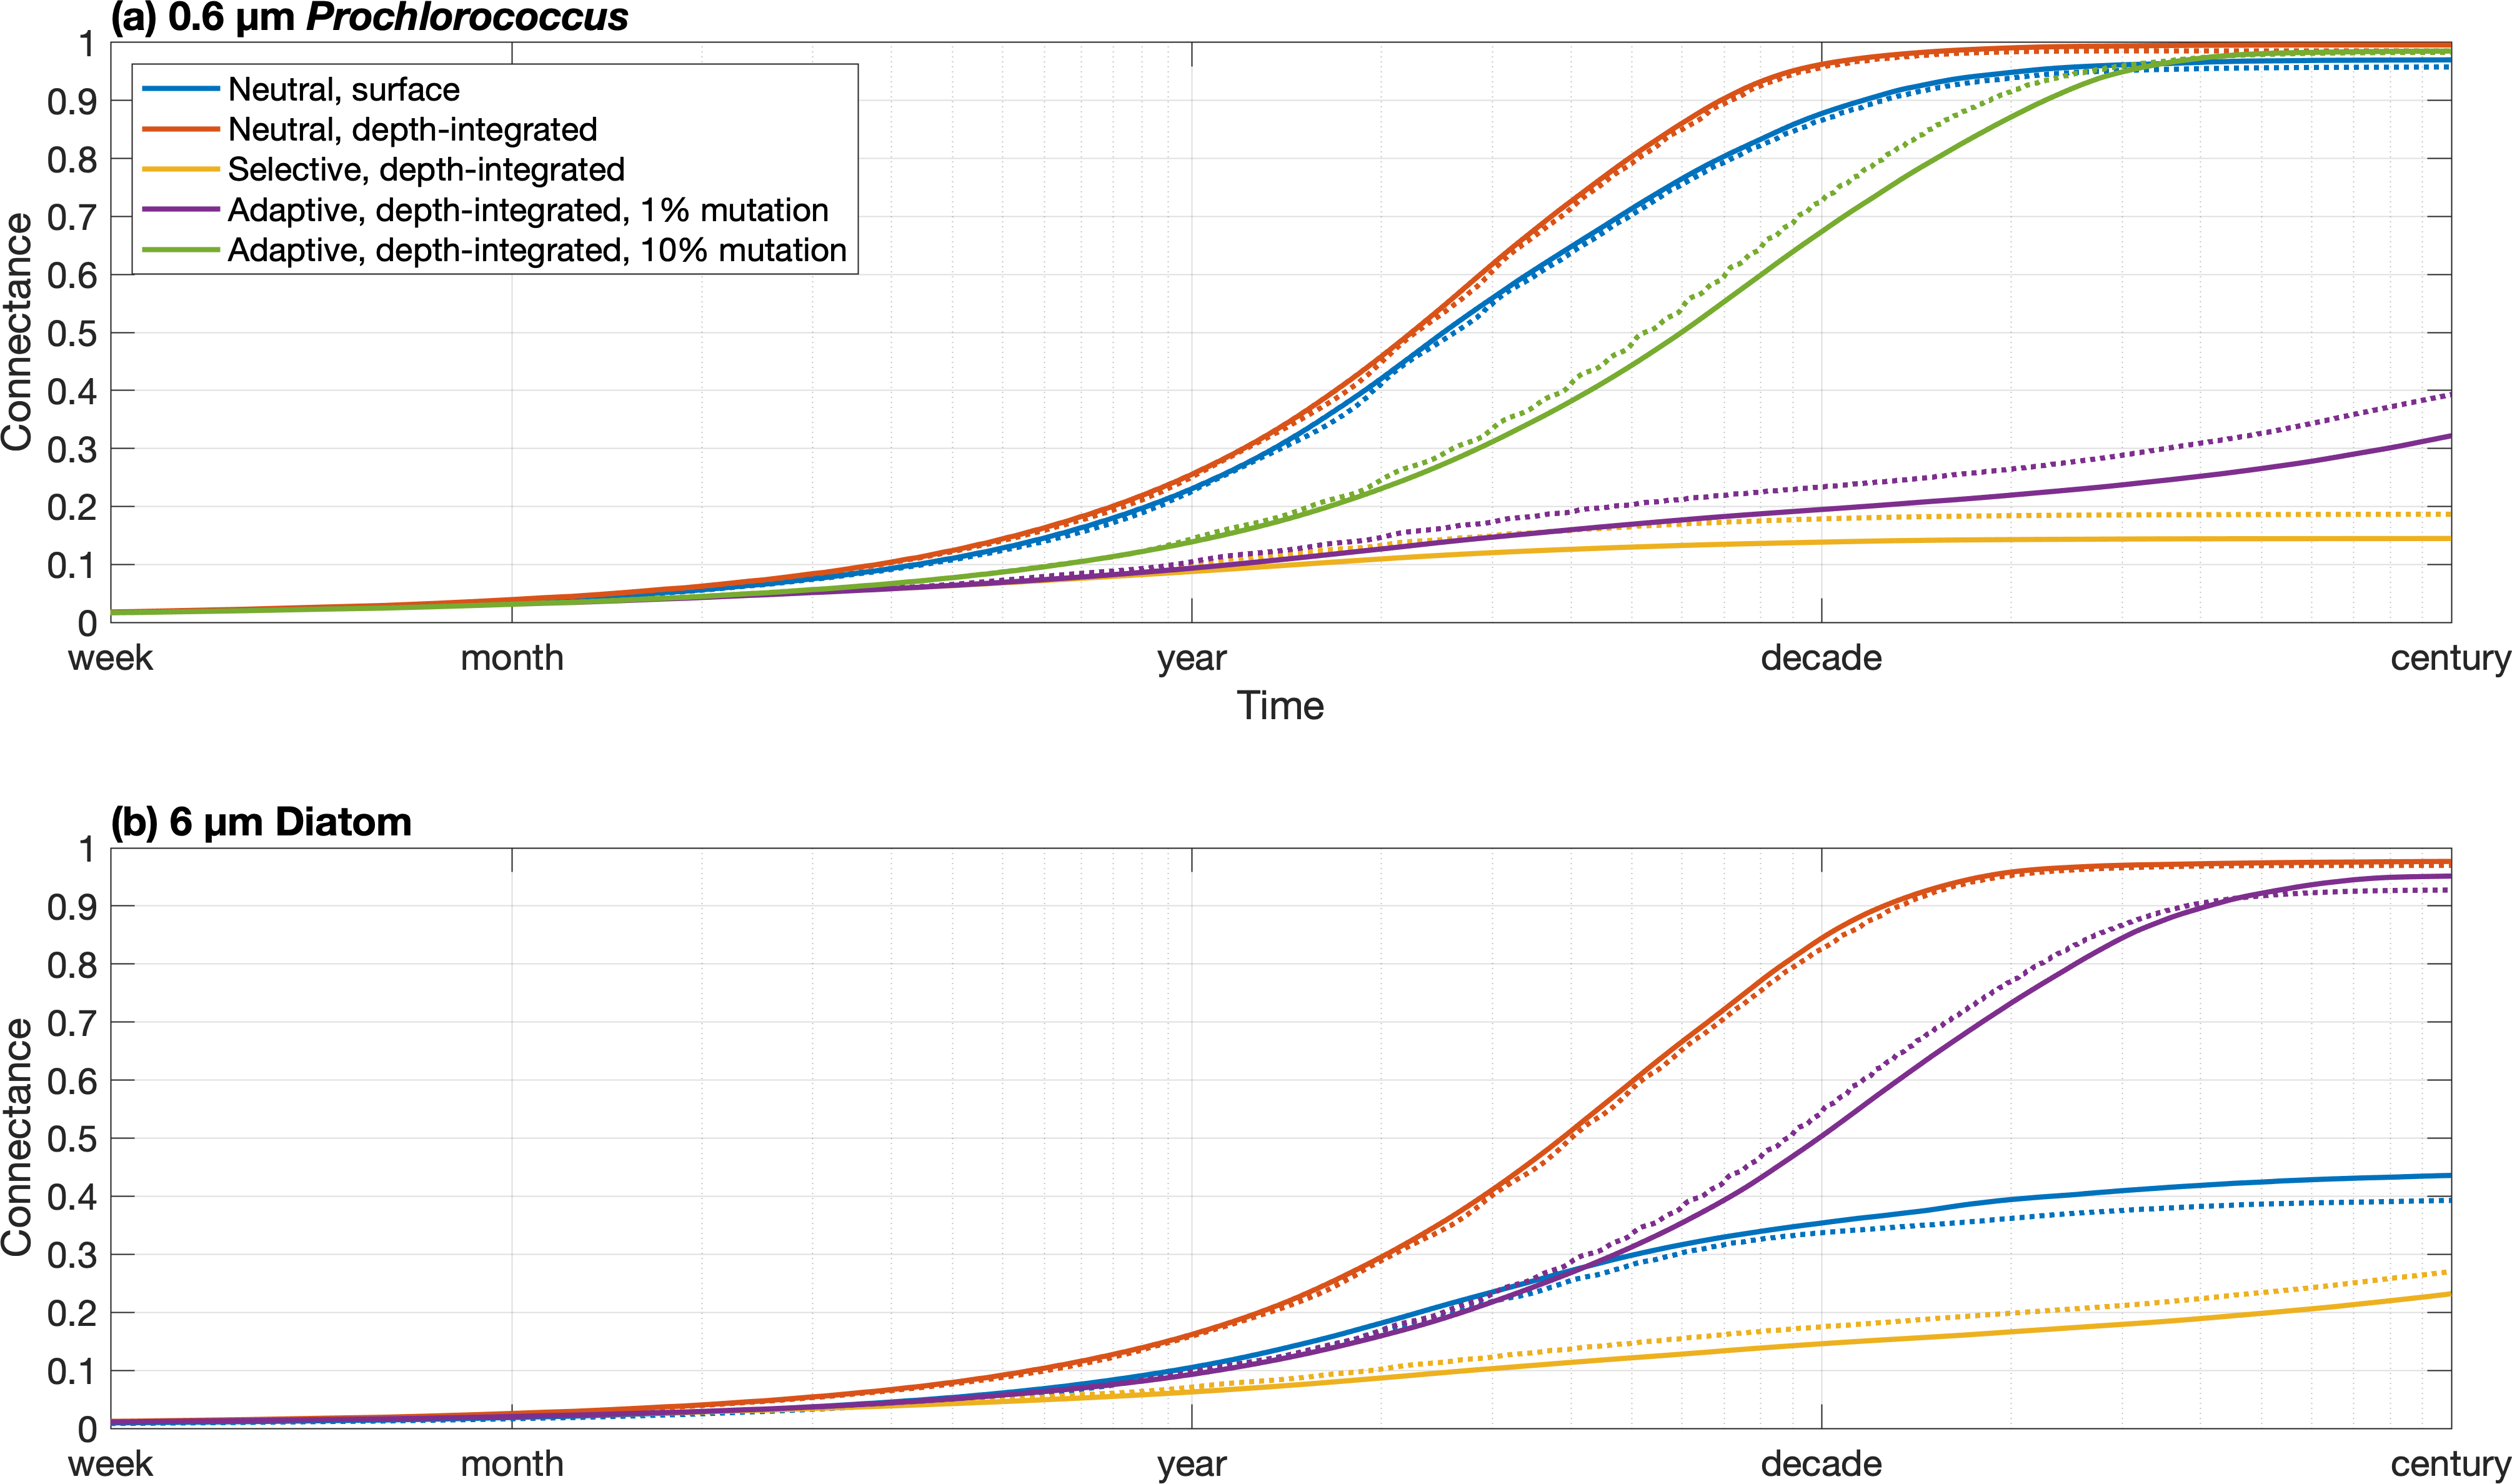 (a) 0.6 µm Prochlorococcus
1
0.9
0.8
0.7
0.6
0.5
0.4
0.3
0.2
0.1
0
Connectance
Neutral, surface
Neutral, depth-integrated
Selective, depth-integrated
Adaptive, depth-integrated, 1% mutation
Adaptive, depth-integrated, 10% mutation
week month year decade century
Time
(b) 6 µm Diatom
1
0.9
0.8
0.7
0.6
0.5
0.4
0.3
0.2
0.1
0
Connectance
week month year decade century